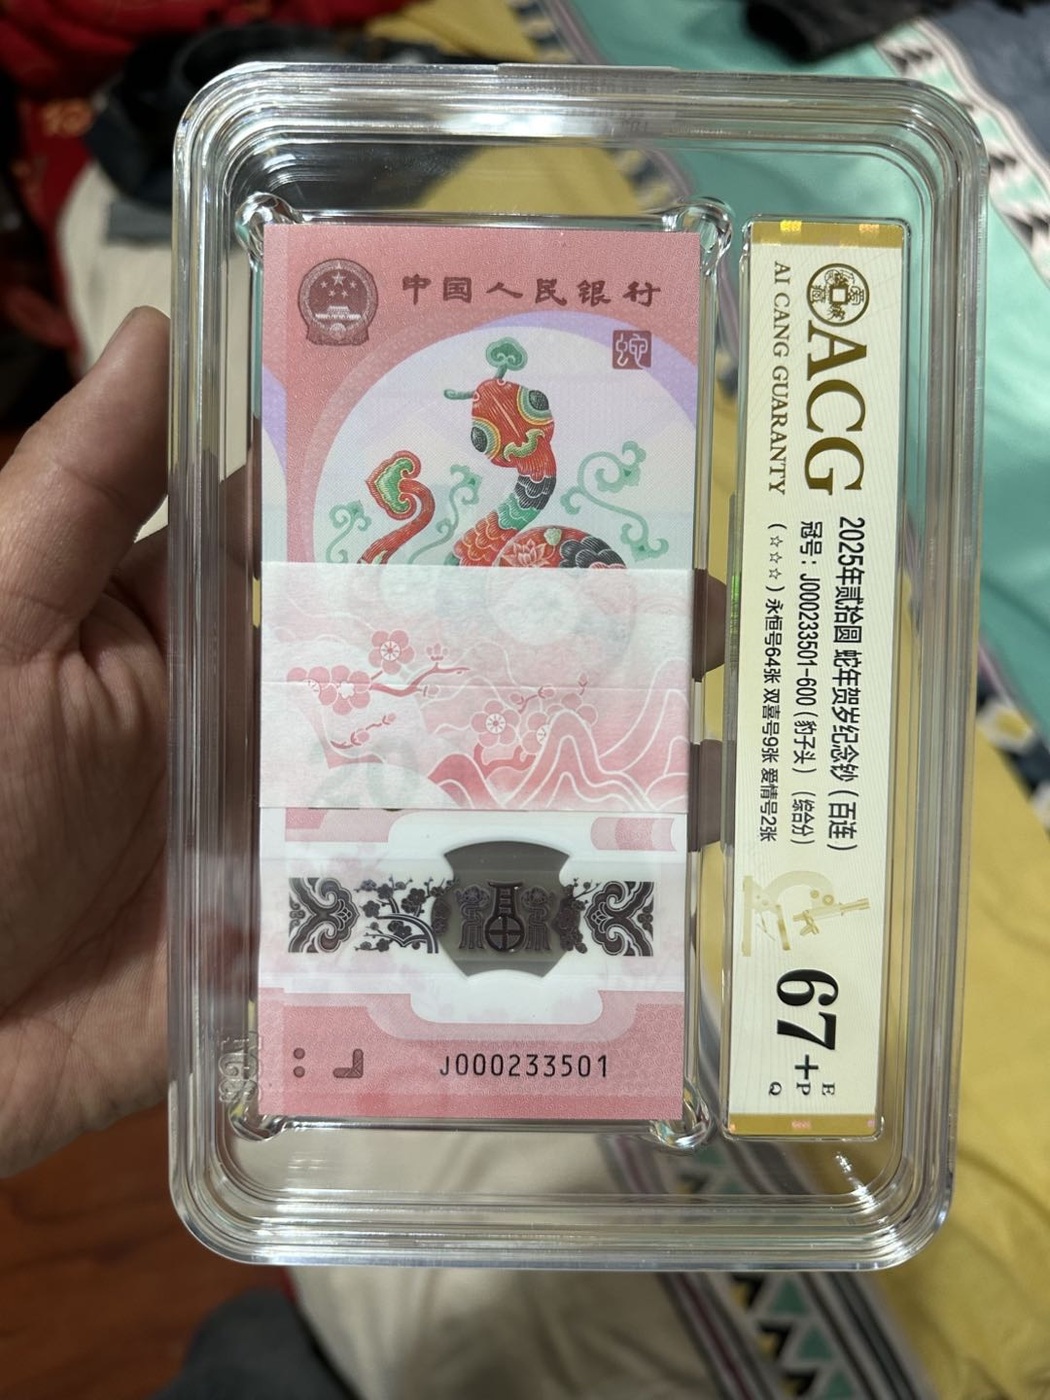 中国人民银行
蛇
J000233501
ACG
AI CANG GUARANTY
2025年贰拾圆 蛇年贺岁纪念钞（百连）
冠号：J000233501-600（豹子头）（综合分）
（☆☆☆）永恒号64张 双喜号9张 爱情号2张
67+
E
P
Q